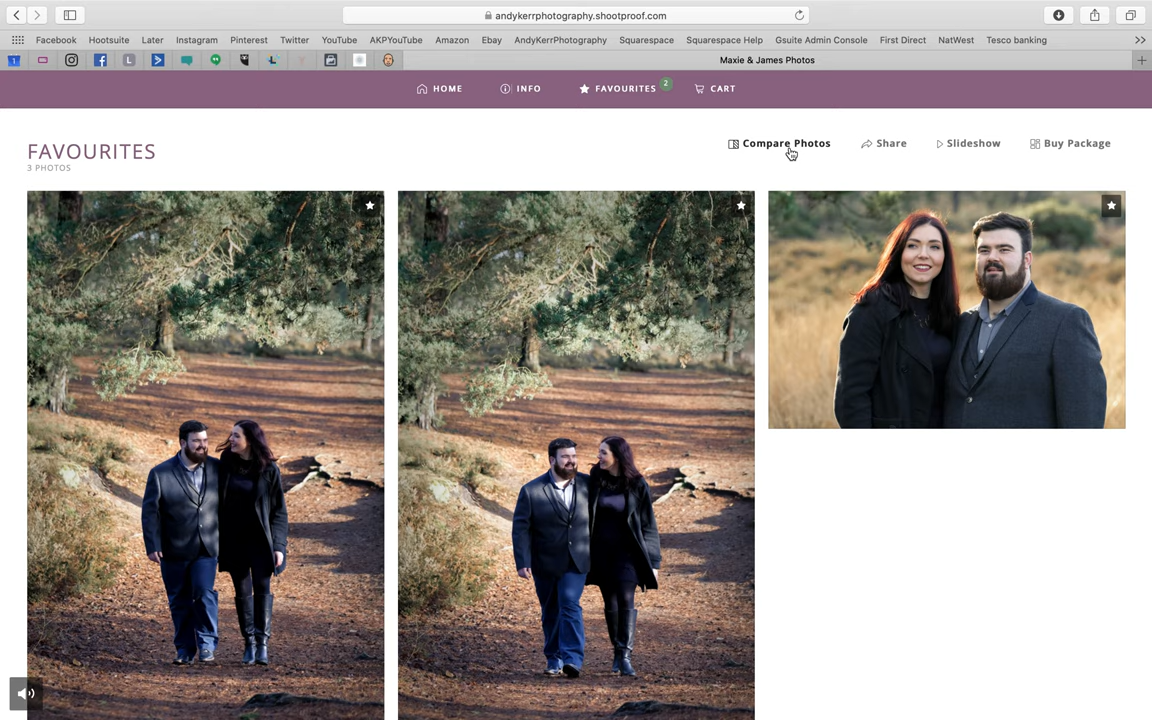 andykerrphotography.shootproof.com
Facebook Hootsuite Later Instagram Pinterest Twitter YouTube AKPYouTube Amazon Ebay AndyKerrPhotography Squarespace Squarespace Help Gsuite Admin Console First Direct NatWest Tesco banking
Maxie & James Photos
HOME INFO FAVOURITES 2 CART
Compare Photos Share Slideshow Buy Package
FAVOURITES
3 PHOTOS